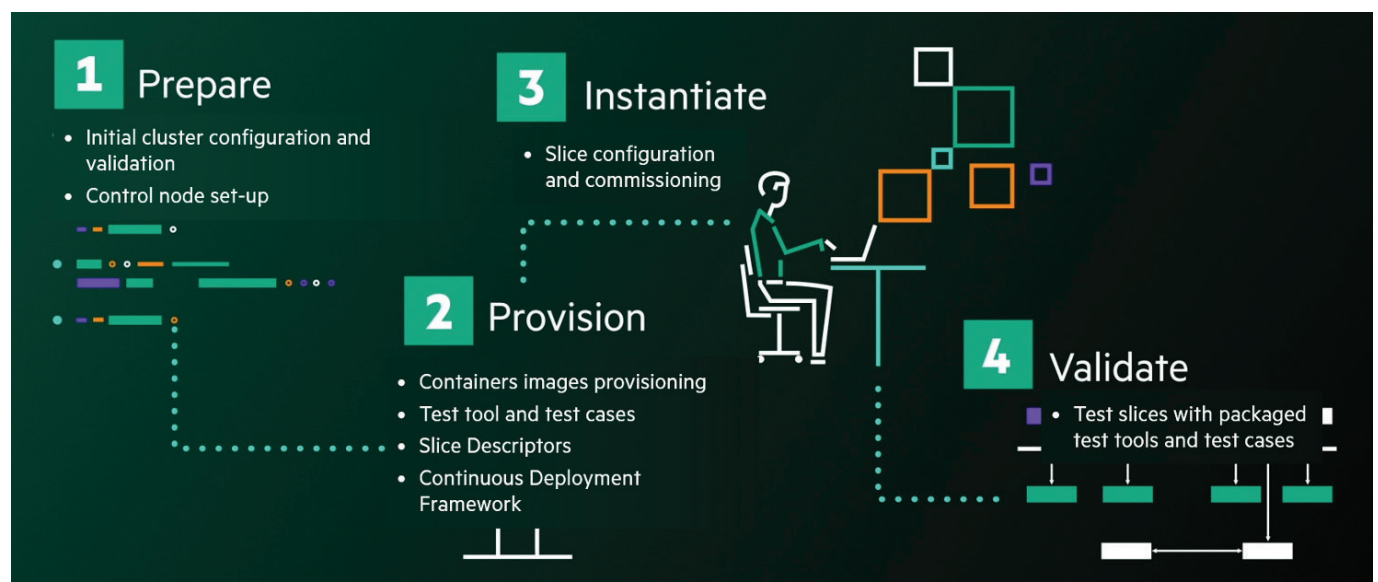 1 Prepare
• Initial cluster configuration and
validation
• Control node set-up
2 Provision
• Containers images provisioning
• Test tool and test cases
• Slice Descriptors
• Continuous Deployment
Framework
3 Instantiate
• Slice configuration
and commissioning
4 Validate
• Test slices with packaged
test tools and test cases